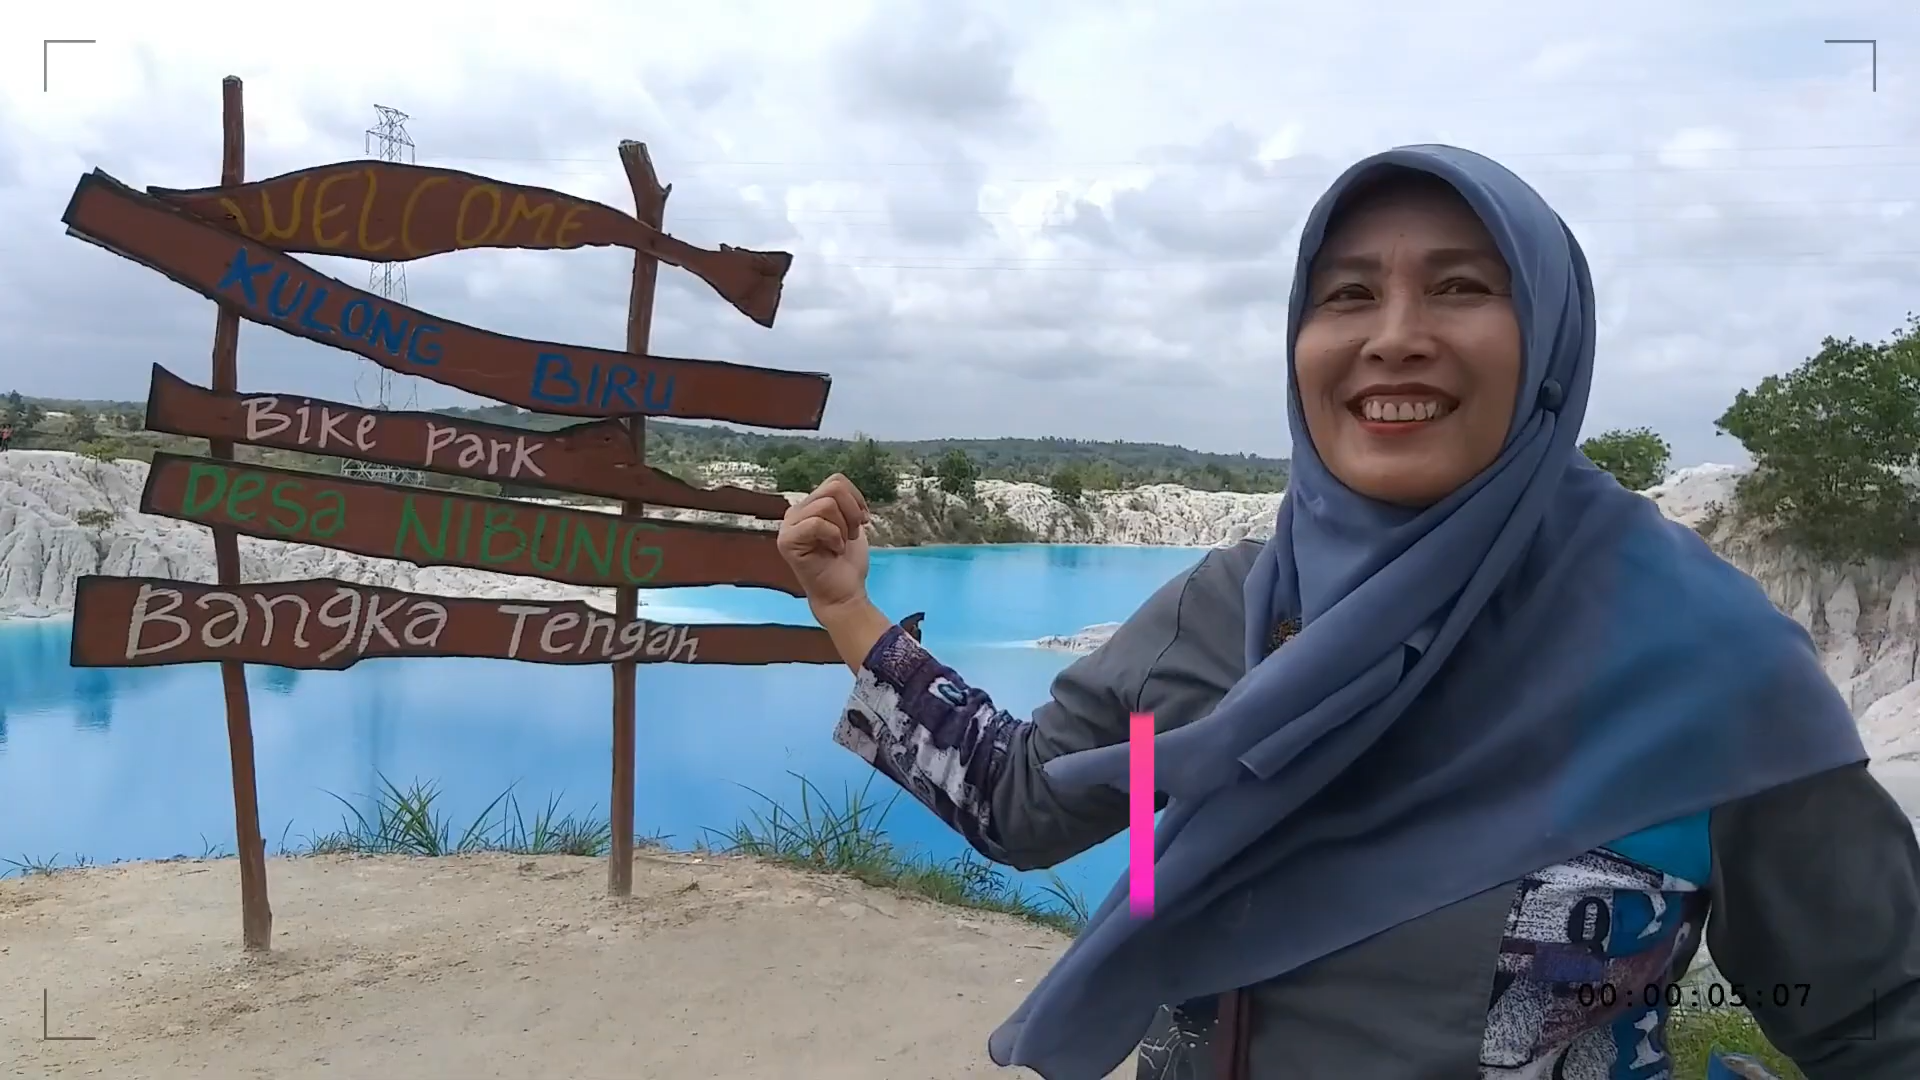 WELCOME
KULONG BIRU
Bike park
Desa NIBUNG
Bangka Tengah
00:00:05:07